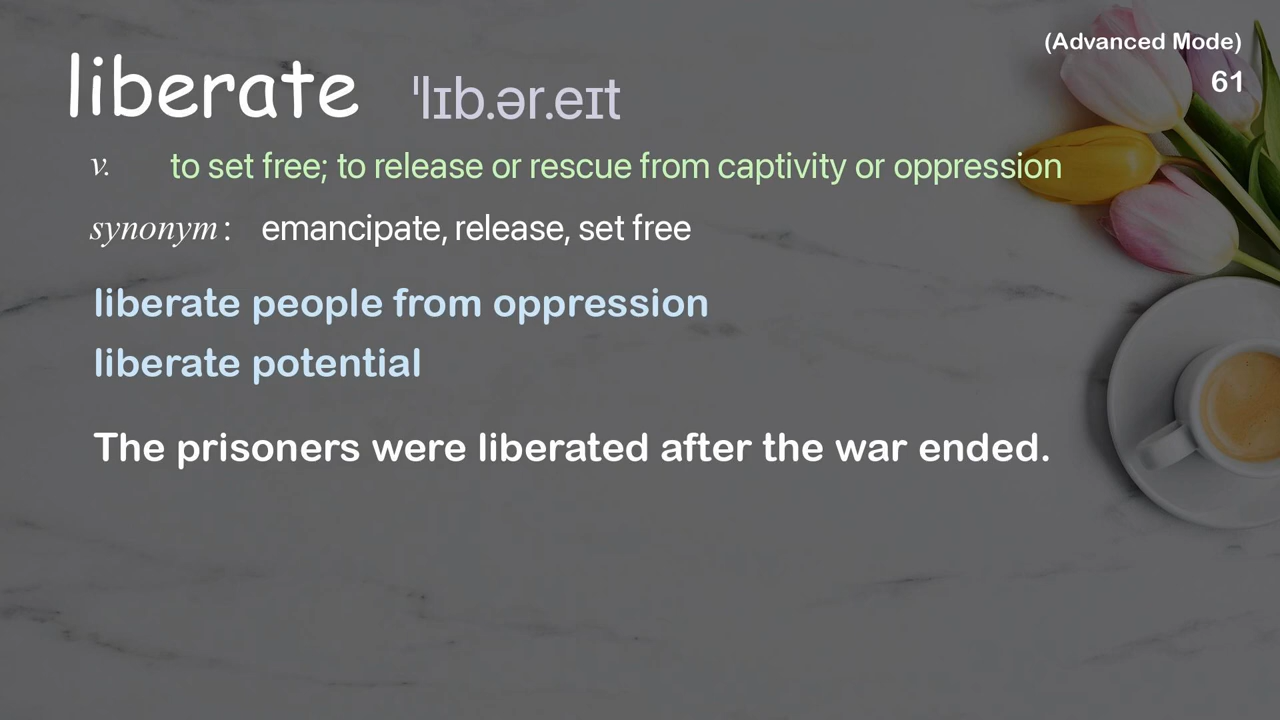 (Advanced Mode)
61
liberate ˈlɪb.ər.eɪt
v. to set free; to release or rescue from captivity or oppression
synonym : emancipate, release, set free
liberate people from oppression
liberate potential
The prisoners were liberated after the war ended.